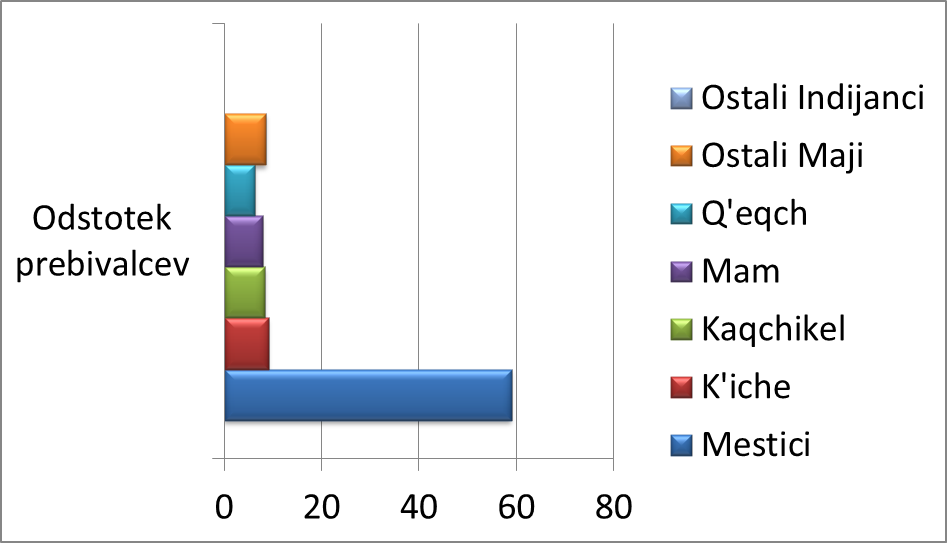 Odstotek
prebivalcev
0 20 40 60 80
Ostali Indijanci
Ostali Maji
Q'eqch
Mam
Kaqchikel
K'iche
Mestici